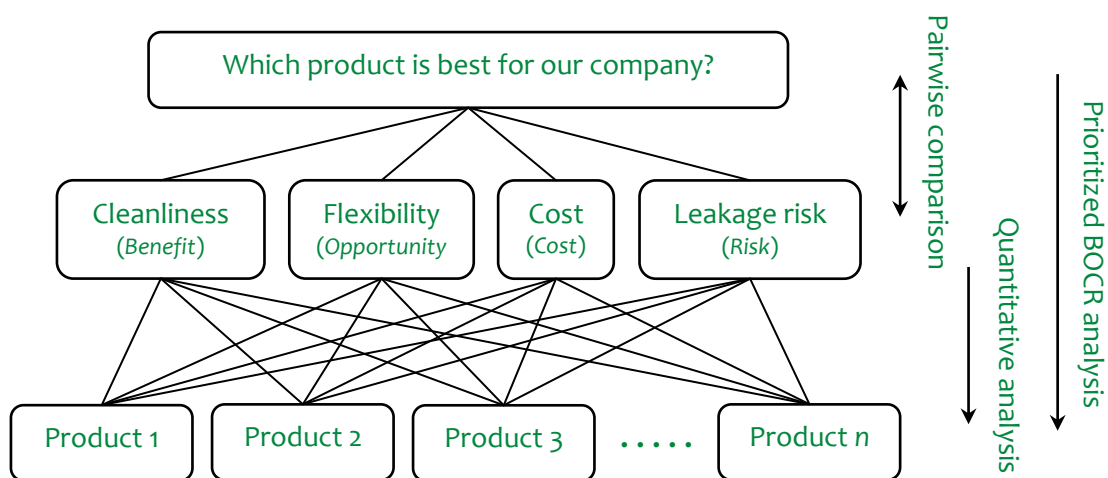 Which product is best for our company?
Cleanliness
(Benefit)
Flexibility
(Opportunity
Cost
(Cost)
Leakage risk
(Risk)
Product 1
Product 2
Product 3
.....
Product n
Pairwise comparison
Quantitative analysis
Prioritized BOCR analysis